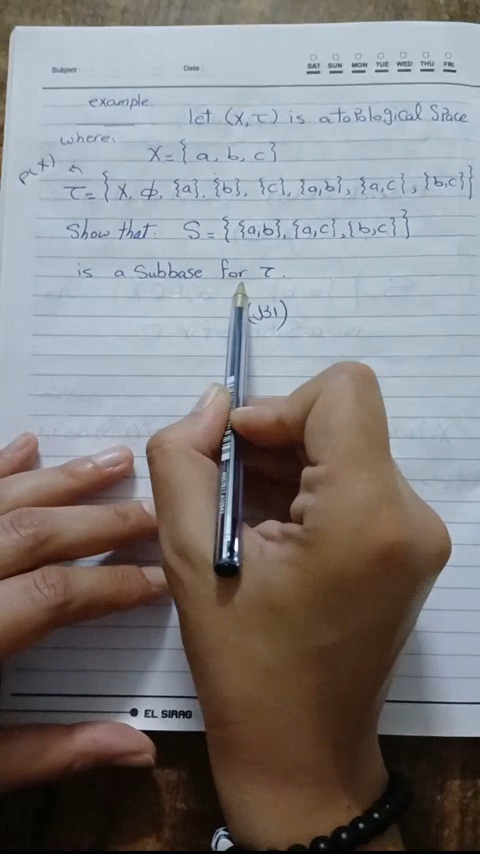 Subject :
Date :
SAT SUN MON TUE WED THU FRI
example.
let (X, τ) is a topological Space
where,
X = { a, b, c }
P(X)
τ = { X, ϕ, {a}, {b}, {c}, {a,b}, {a,c}, {b,c} }
Show that: S = { {a,b}, {a,c}, {b,c} }
is a Subbase for τ.
EL SIRAG